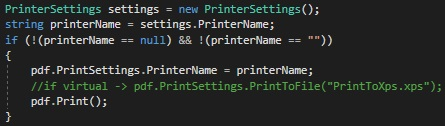 PrinterSettings settings = new PrinterSettings();
string printerName = settings.PrinterName;
if (!(printerName == null) && !(printerName == ""))
{
    pdf.PrintSettings.PrinterName = printerName;
    //if virtual -> pdf.PrintSettings.PrintToFile("PrintToXps.xps");
    pdf.Print();
}